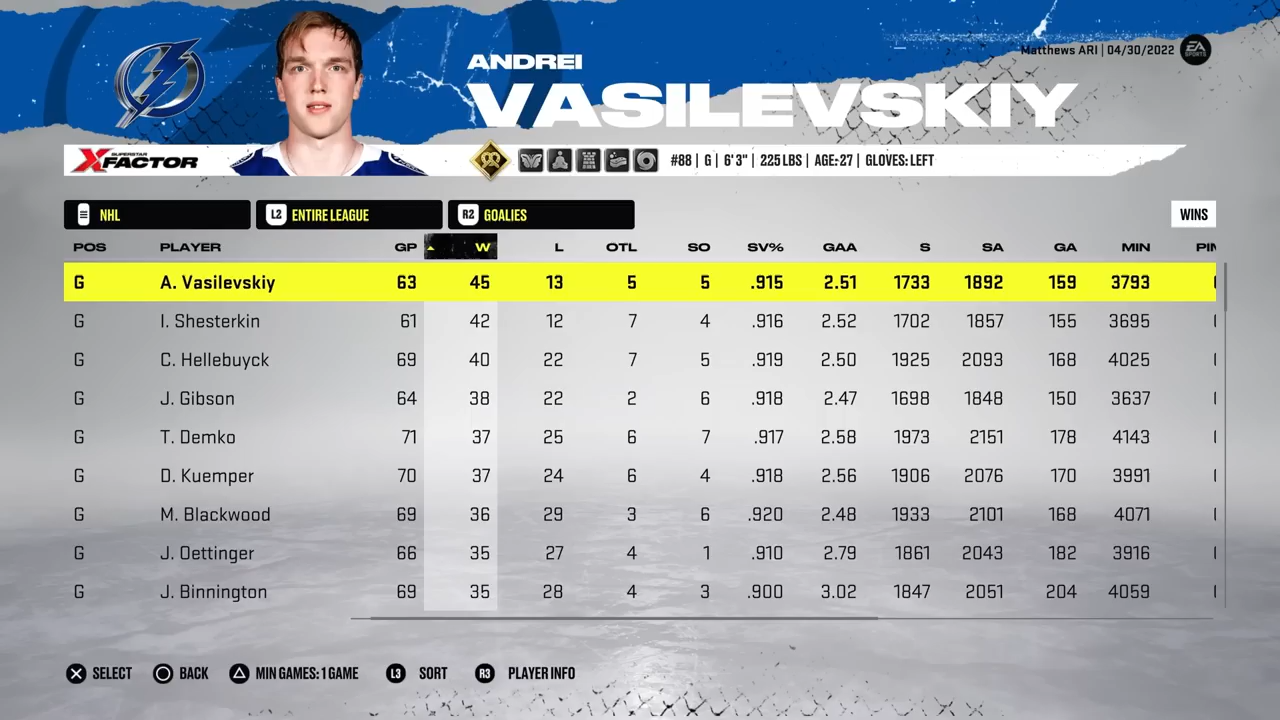 ANDREI
VASILEVSKIY
Matthews ARI | 04/30/2022
EA SPORTS
SUPERSTAR
X FACTOR
#88 | G | 6' 3" | 225 LBS | AGE: 27 | GLOVES: LEFT
NHL L2 ENTIRE LEAGUE R2 GOALIES WINS
POS PLAYER GP W L OTL SO SV% GAA S SA GA MIN
G A. Vasilevskiy 63 45 13 5 5 .915 2.51 1733 1892 159 3793
G I. Shesterkin 61 42 12 7 4 .916 2.52 1702 1857 155 3695
G C. Hellebuyck 69 40 22 7 5 .919 2.50 1925 2093 168 4025
G J. Gibson 64 38 22 2 6 .918 2.47 1698 1848 150 3637
G T. Demko 71 37 25 6 7 .917 2.58 1973 2151 178 4143
G D. Kuemper 70 37 24 6 4 .918 2.56 1906 2076 170 3991
G M. Blackwood 69 36 29 3 6 .920 2.48 1933 2101 168 4071
G J. Oettinger 66 35 27 4 1 .910 2.79 1861 2043 182 3916
G J. Binnington 69 35 28 4 3 .900 3.02 1847 2051 204 4059
SELECT BACK MIN GAMES: 1 GAME L3 SORT R3 PLAYER INFO